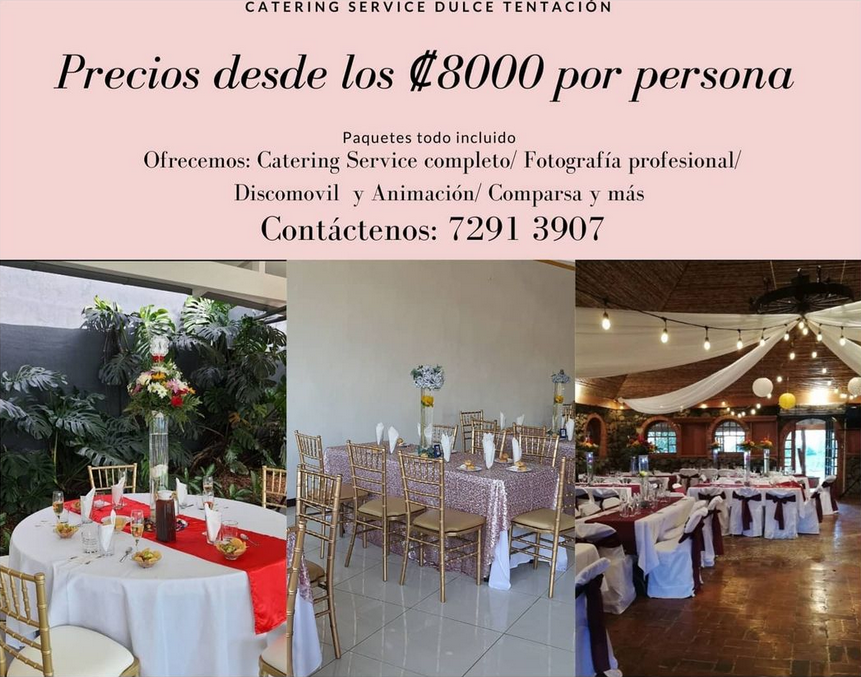 CATERING SERVICE DULCE TENTACIÓN
Precios desde los ₡8000 por persona
Paquetes todo incluido
Ofrecemos: Catering Service completo/ Fotografía profesional/
Discomovil y Animación/ Comparsa y más
Contáctenos: 7291 3907